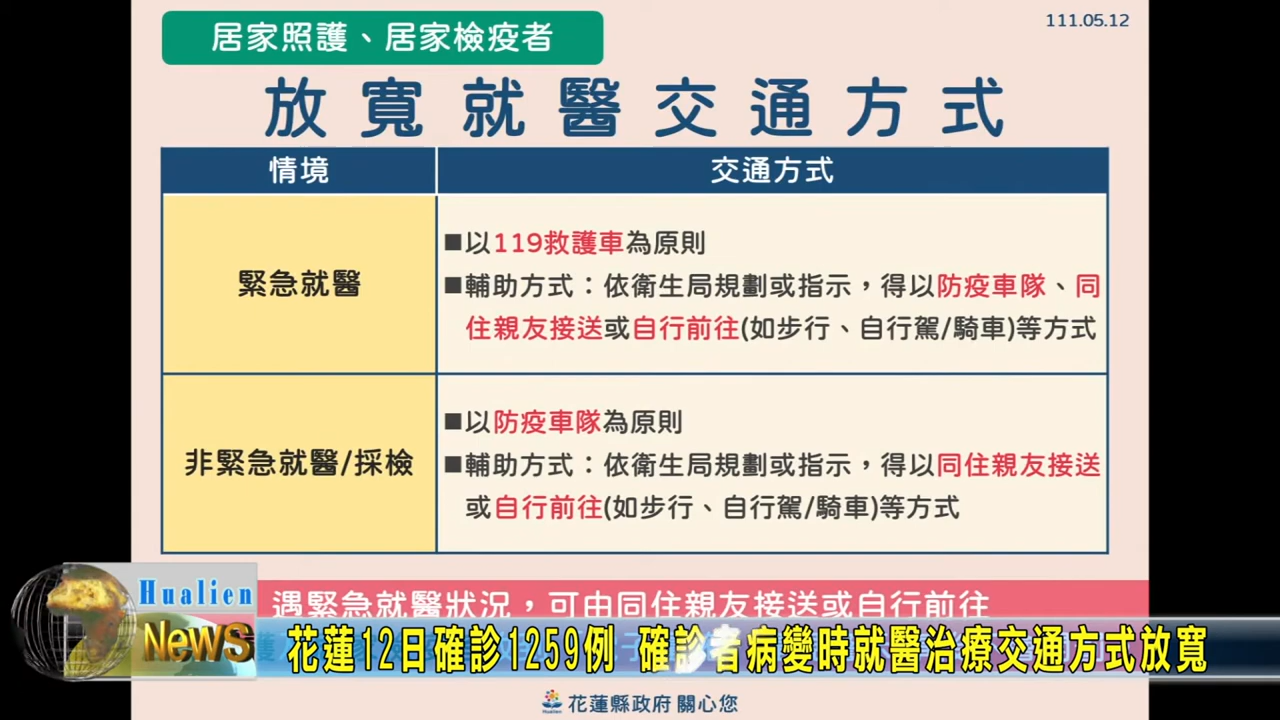 居家照護、居家檢疫者
111.05.12
放寬就醫交通方式
情境
交通方式
緊急就醫
■以119救護車為原則
■輔助方式：依衛生局規劃或指示，得以防疫車隊、同
住親友接送或自行前往(如步行、自行駕/騎車)等方式
非緊急就醫/採檢
■以防疫車隊為原則
■輔助方式：依衛生局規劃或指示，得以同住親友接送
或自行前往(如步行、自行駕/騎車)等方式
遇緊急就醫狀況，可由同住親友接送或自行前往
Hualien
News
花蓮12日確診1259例 確診者病變時就醫治療交通方式放寬
花蓮縣政府 關心您